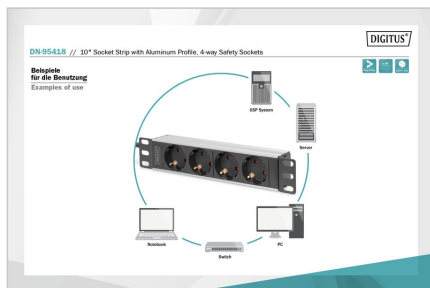 DIGITUS®
DN-95418 // 10" Socket Strip with Aluminum Profile, 4-way Safety Sockets
Beispiele
für die Benutzung
Examples of use
USP System
Server
Notebook
PC
Switch